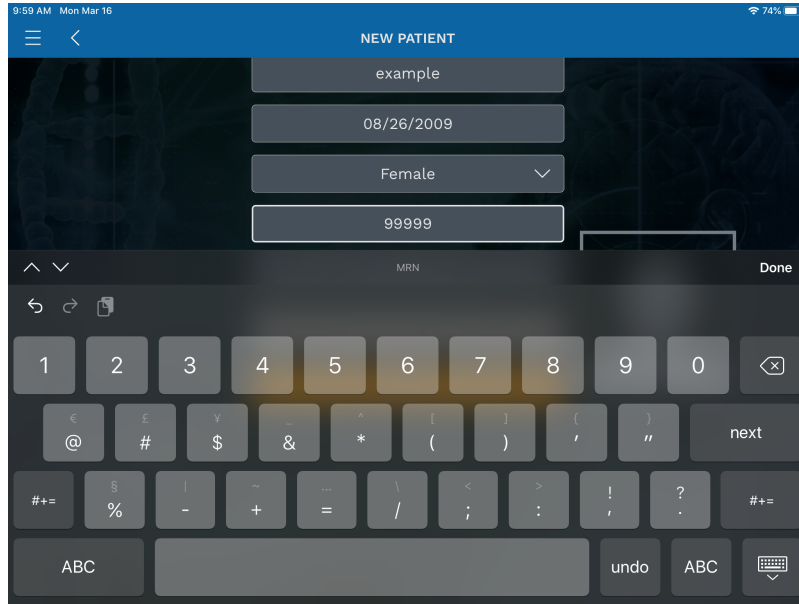 9:59 AM Mon Mar 16 74%
NEW PATIENT
example
08/26/2009
Female
99999
MRN Done
1 2 3 4 5 6 7 8 9 0
€ £ ¥ _ ^ [ ] { }
@ # $ & * ( ) ' " next
§ | ~ … \ < > ! ?
#+= % - + = / ; : , . #+=
ABC undo ABC